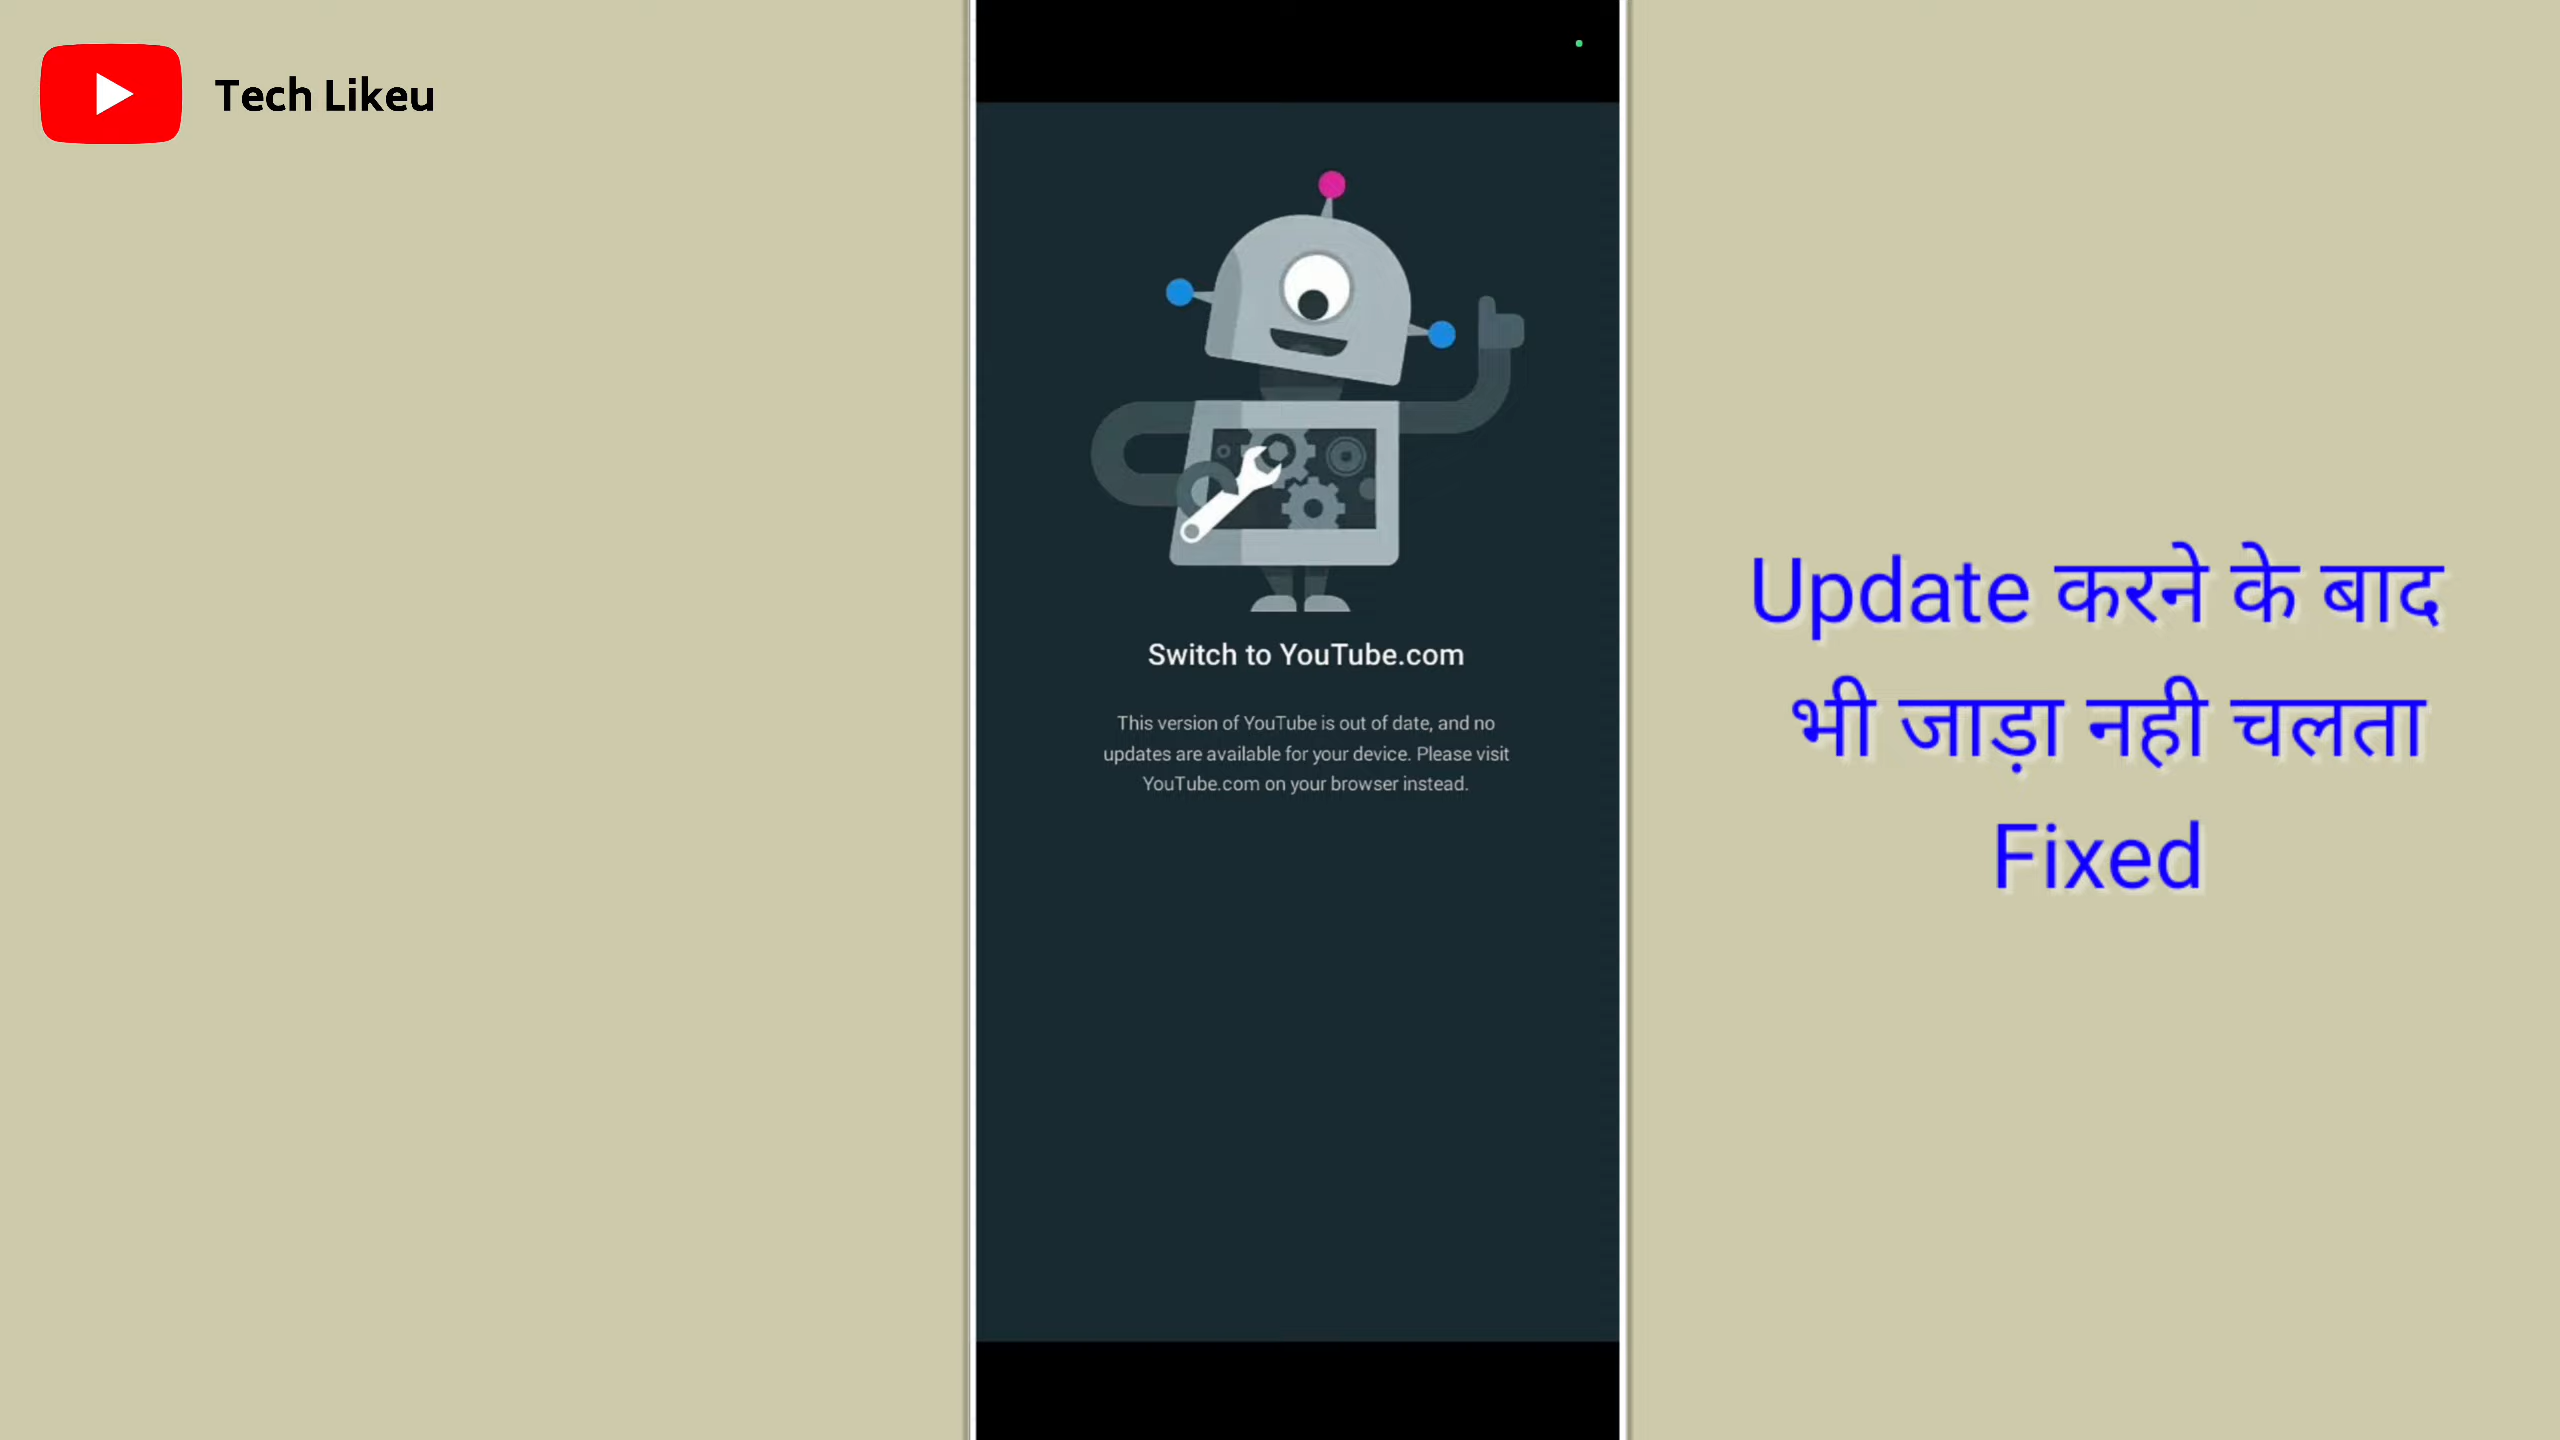 Tech Likeu
Switch to YouTube.com
This version of YouTube is out of date, and no
updates are available for your device. Please visit
YouTube.com on your browser instead.
Update करने के बाद
भी जाड़ा नही चलता
Fixed